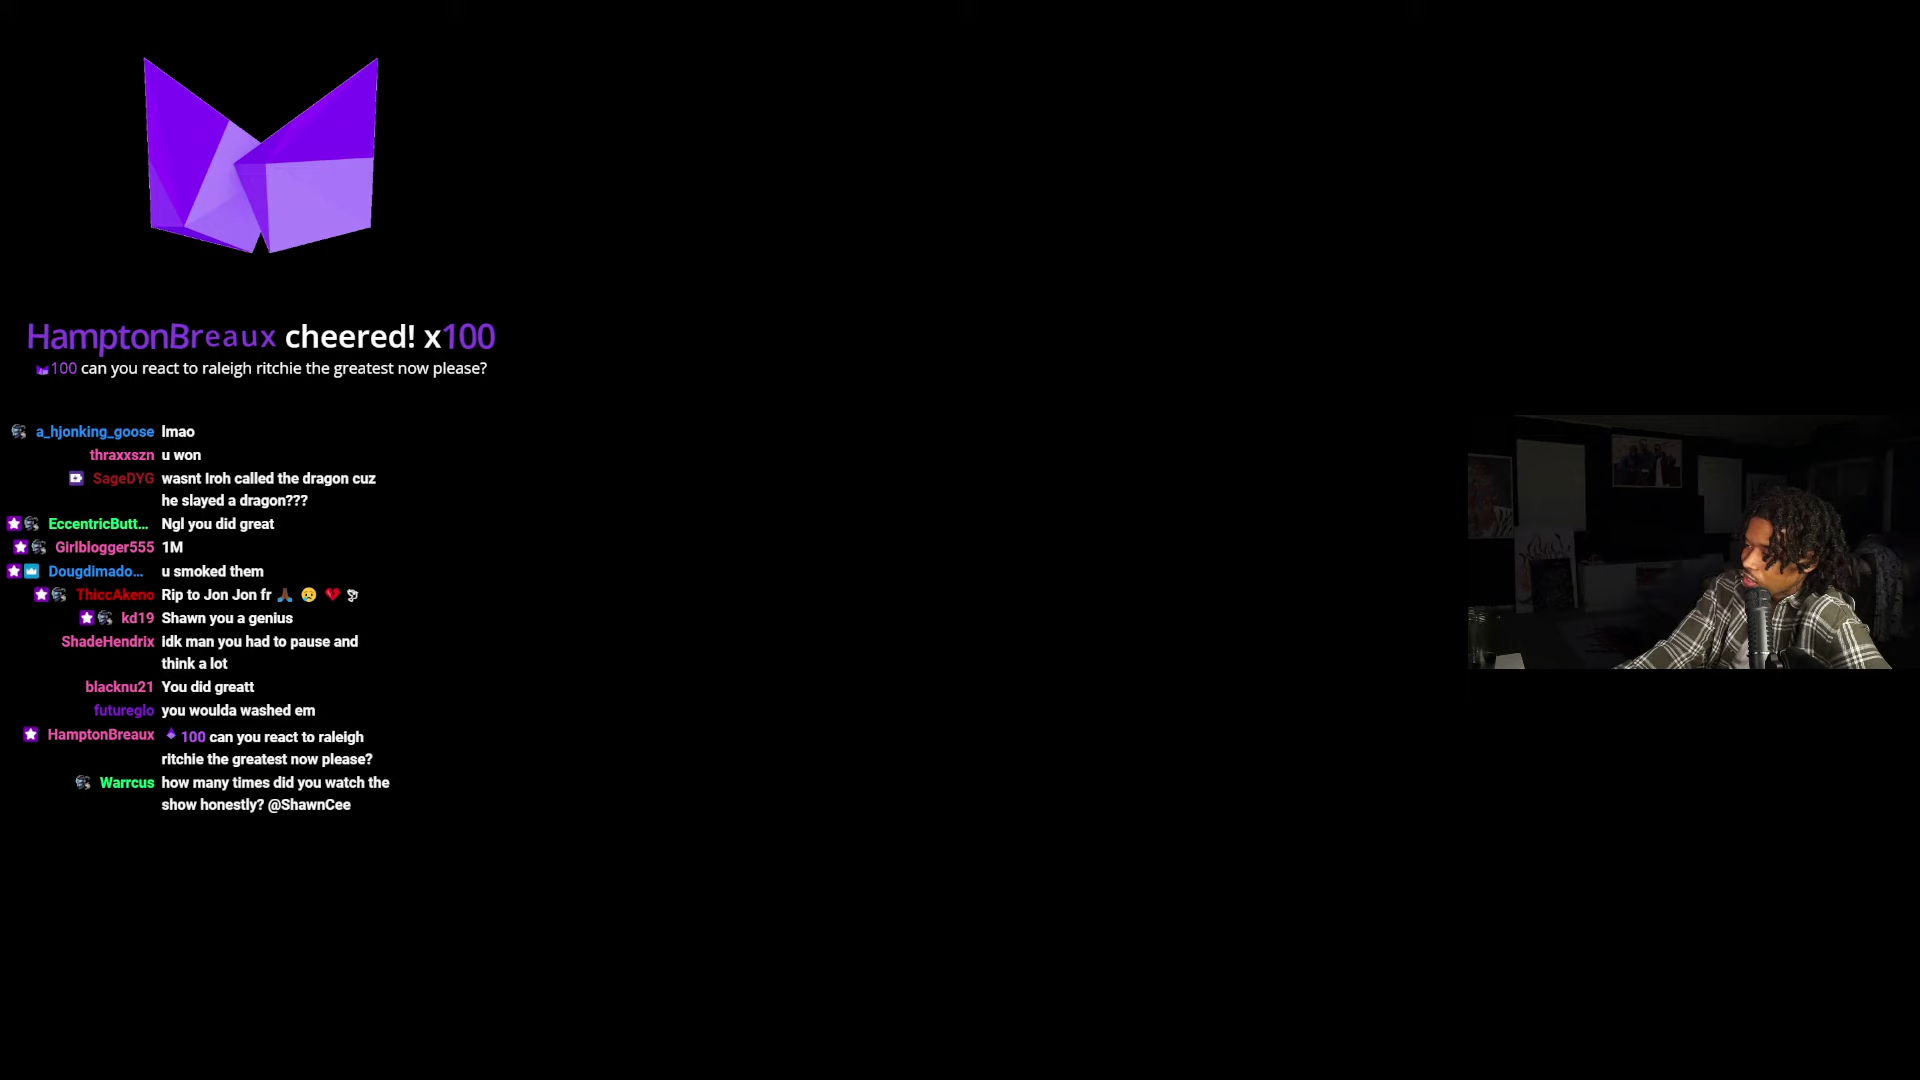 HamptonBreaux cheered! x100
100 can you react to raleigh ritchie the greatest now please?
a_hjonking_goose lmao
thraxxszn u won
SageDYG wasnt Iroh called the dragon cuz
he slayed a dragon???
EccentricButt... Ngl you did great
Girlblogger555 1M
Dougdimado... u smoked them
ThiccAkeno Rip to Jon Jon fr 🙏🏾 😥 💔 🕊
kd19 Shawn you a genius
ShadeHendrix idk man you had to pause and
think a lot
blacknu21 You did greatt
futureglo you woulda washed em
HamptonBreaux 100 can you react to raleigh
ritchie the greatest now please?
Warrcus how many times did you watch the
show honestly? @ShawnCee